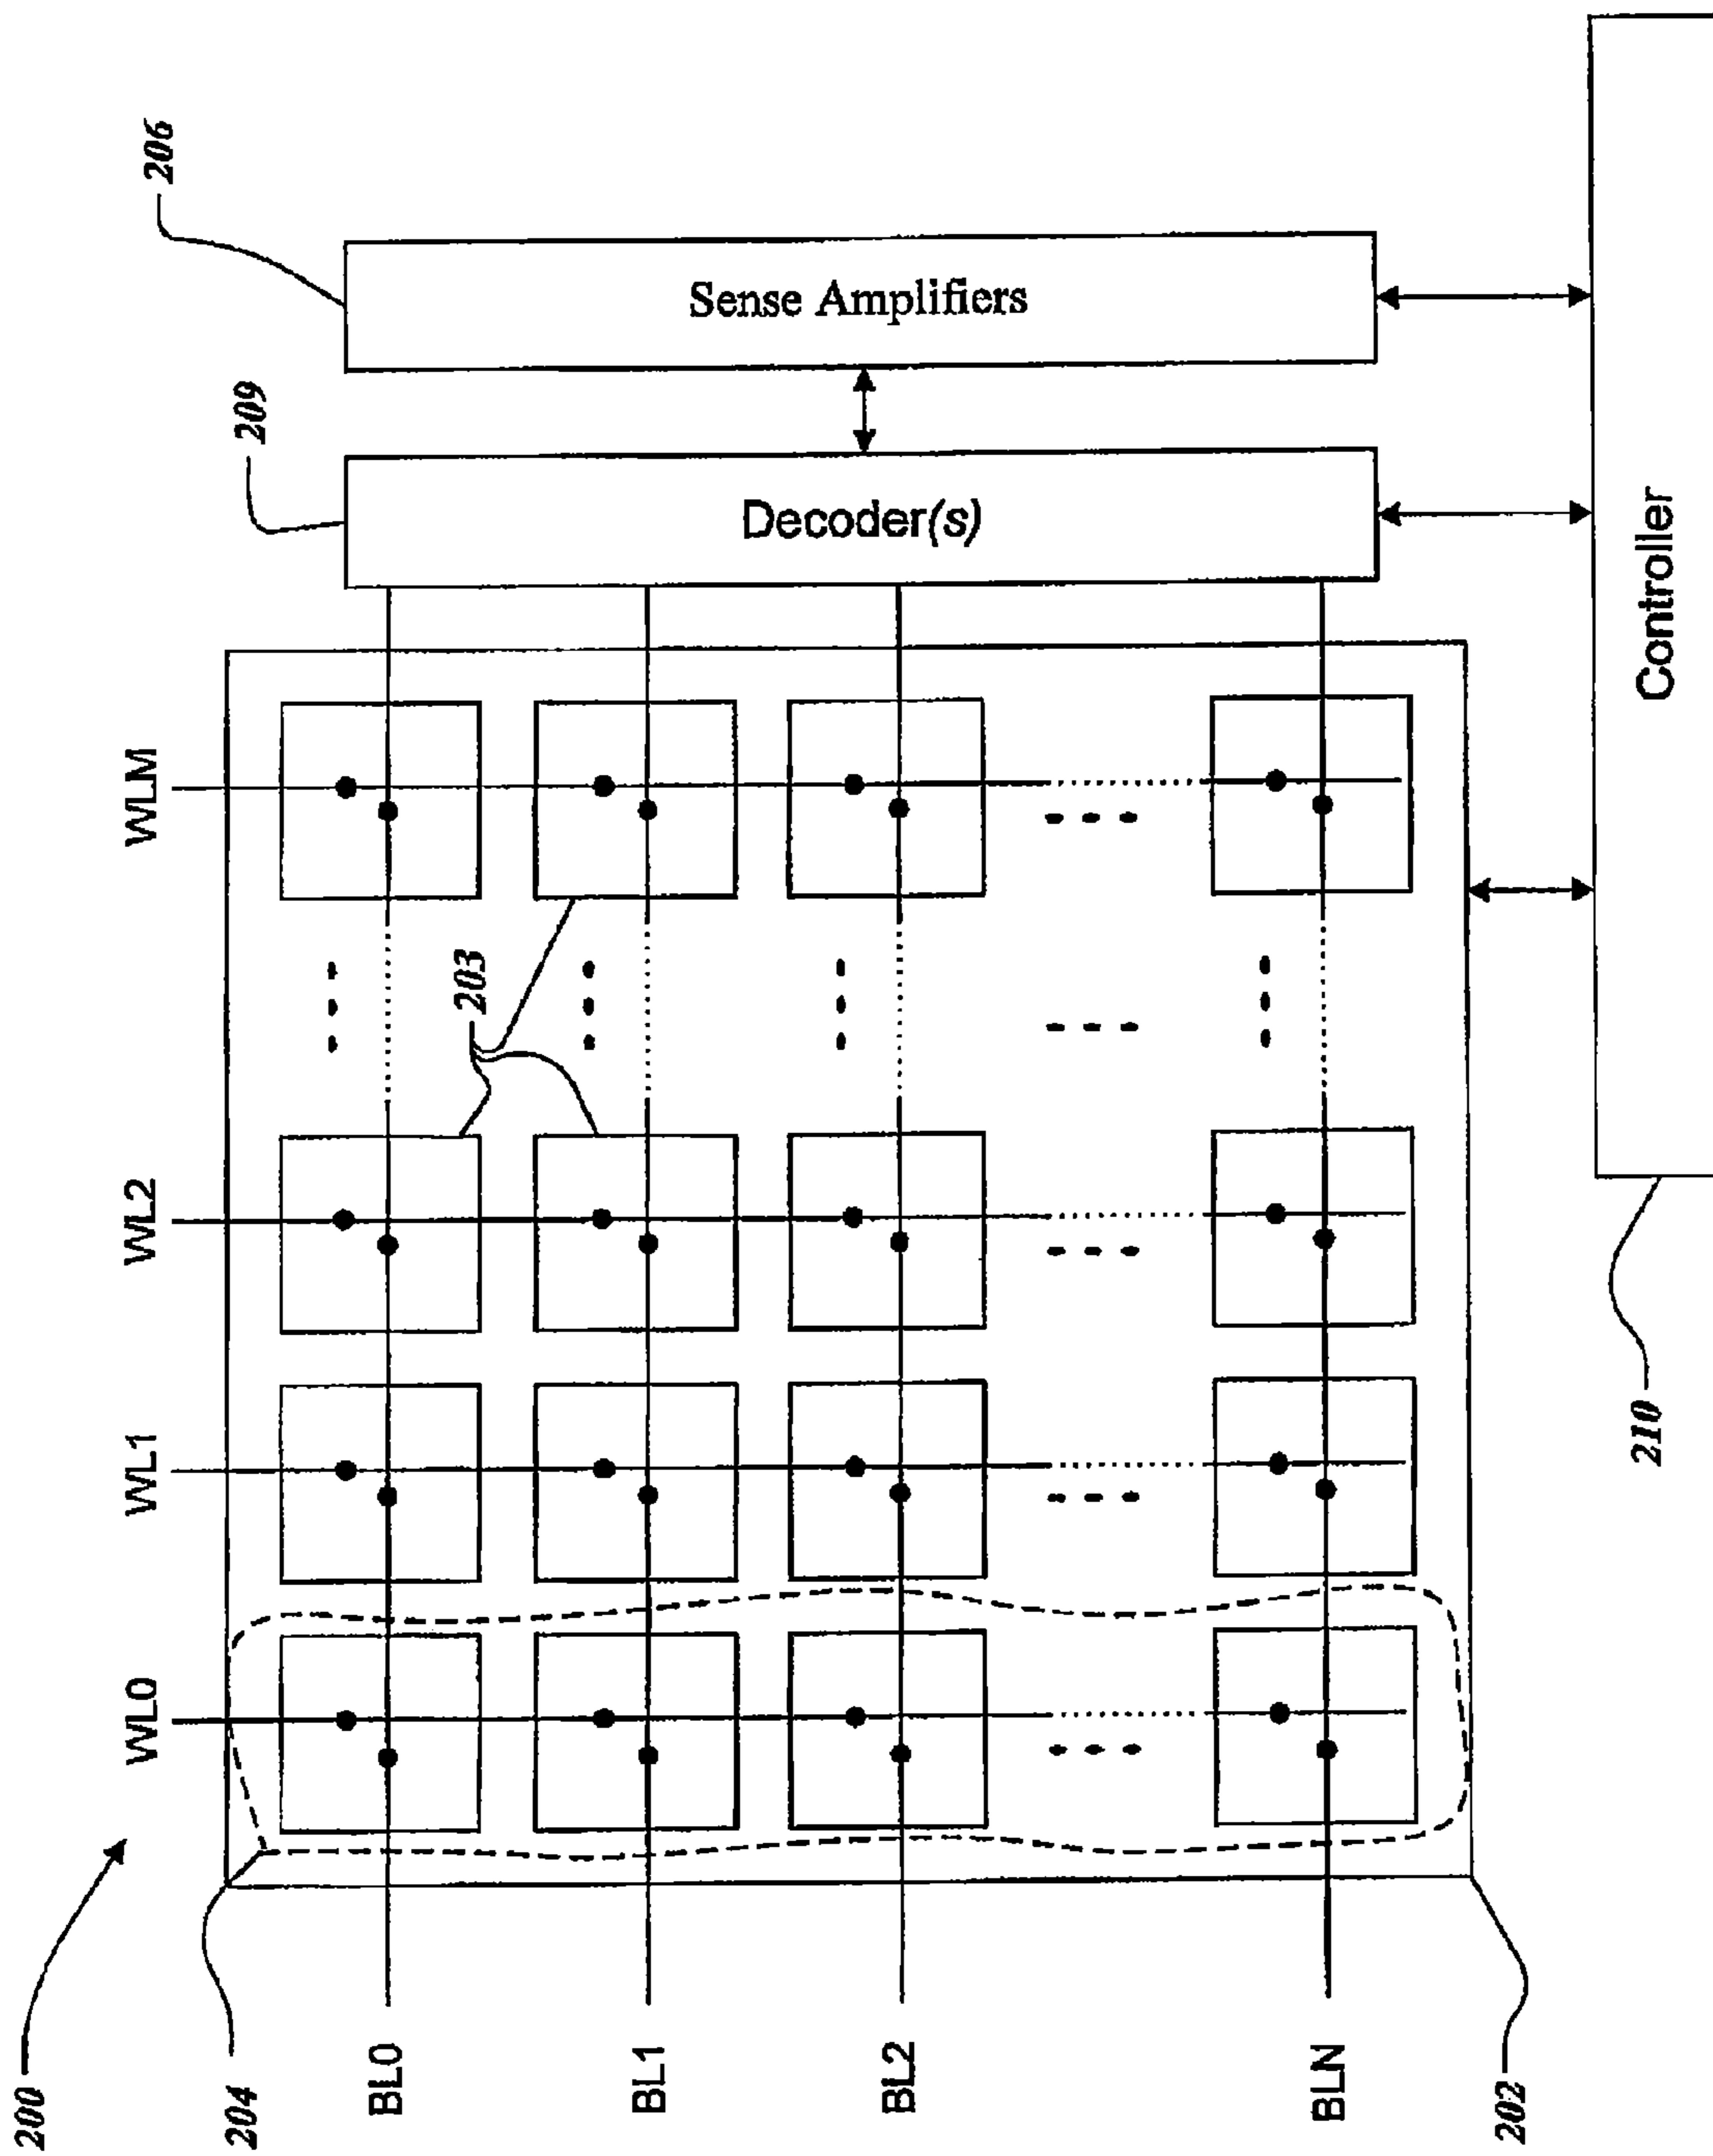 200
204
WL0
WL1
WL2
WLM
209
206
BL0
BL1
BL2
BLN
203
Decoder(s)
Sense Amplifiers
202
210
Controller